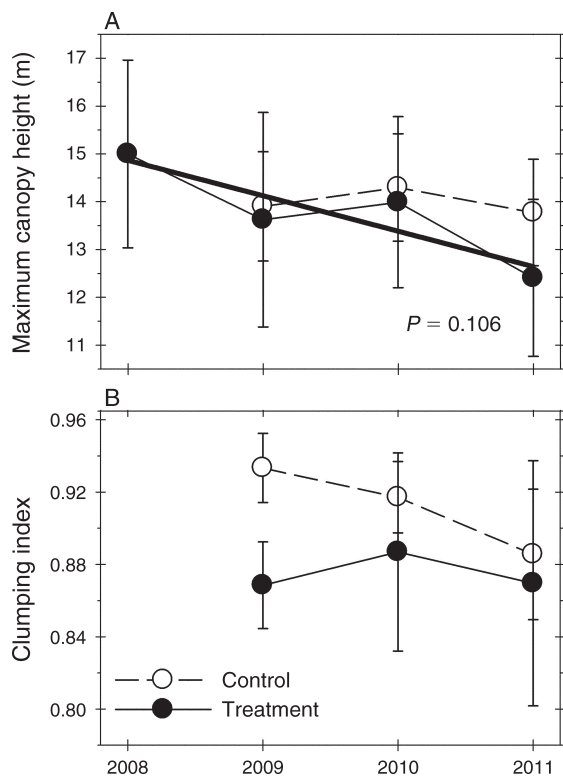 A
Maximum canopy height (m)
17
16
15
14
13
12
11
P = 0.106
B
Clumping index
0.96
0.92
0.88
0.84
0.80
Control
Treatment
2008 2009 2010 2011